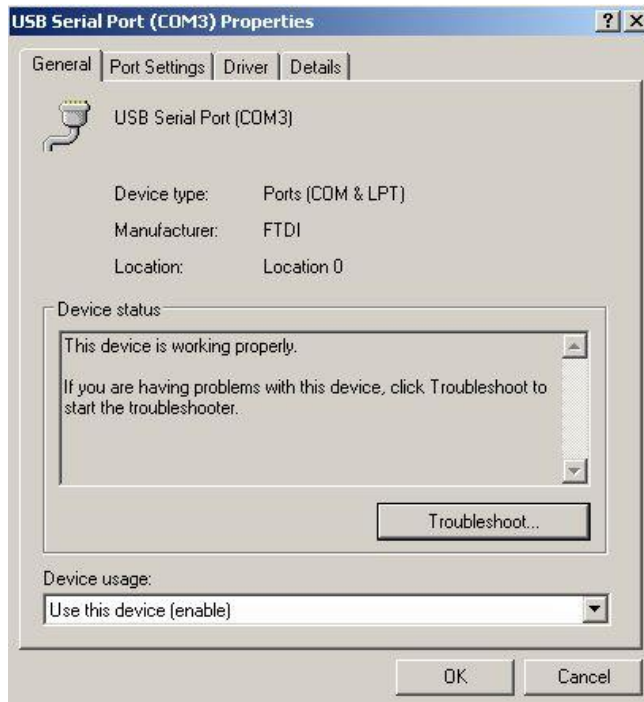 USB Serial Port (COM3) Properties
General Port Settings Driver Details
USB Serial Port (COM3)
Device type: Ports (COM & LPT)
Manufacturer: FTDI
Location: Location 0
Device status
This device is working properly.
If you are having problems with this device, click Troubleshoot to
start the troubleshooter.
Troubleshoot...
Device usage:
Use this device (enable)
OK Cancel